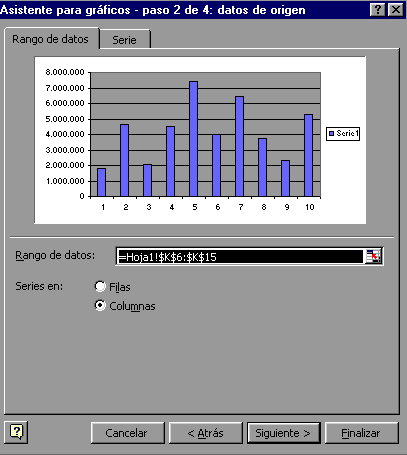 Asistente para gráficos - paso 2 de 4: datos de origen
Rango de datos
Serie
8.000.000
7.000.000
6.000.000
5.000.000
4.000.000
3.000.000
2.000.000
1.000.000
0
1 2 3 4 5 6 7 8 9 10
Serie1
Rango de datos: =Hoja1!$K$6:$K$15
Series en: Filas
Columnas
? Cancelar < Atrás Siguiente > Finalizar